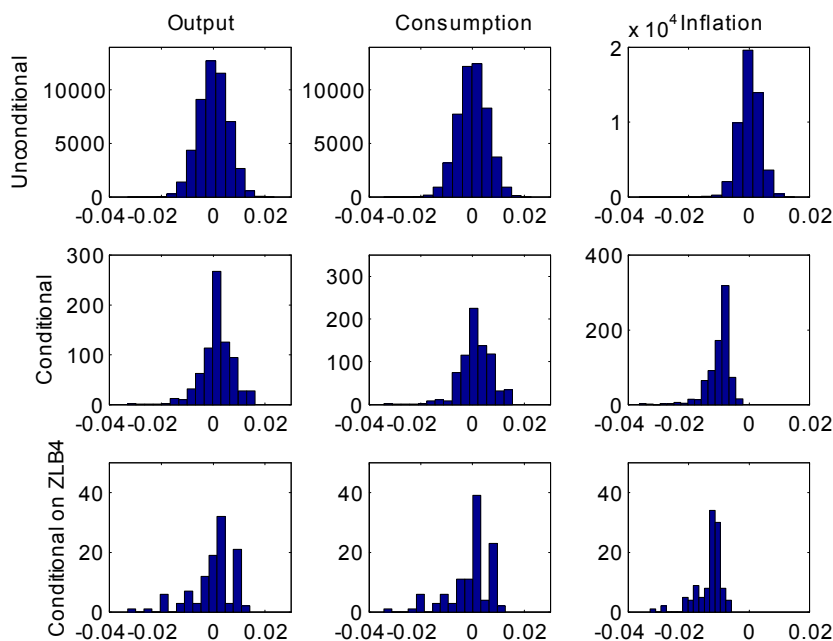 Output Consumption x 10^4 Inflation
Unconditional
10000 10000 2
5000 5000 1
0 0 0
-0.04 -0.02 0 0.02 -0.04 -0.02 0 0.02 -0.04 -0.02 0 0.02
Conditional
300 300 400
200 200 200
100 100
0 0 0
-0.04 -0.02 0 0.02 -0.04 -0.02 0 0.02 -0.04 -0.02 0 0.02
Conditional on ZLB4
40 40 40
20 20 20
0 0 0
-0.04 -0.02 0 0.02 -0.04 -0.02 0 0.02 -0.04 -0.02 0 0.02